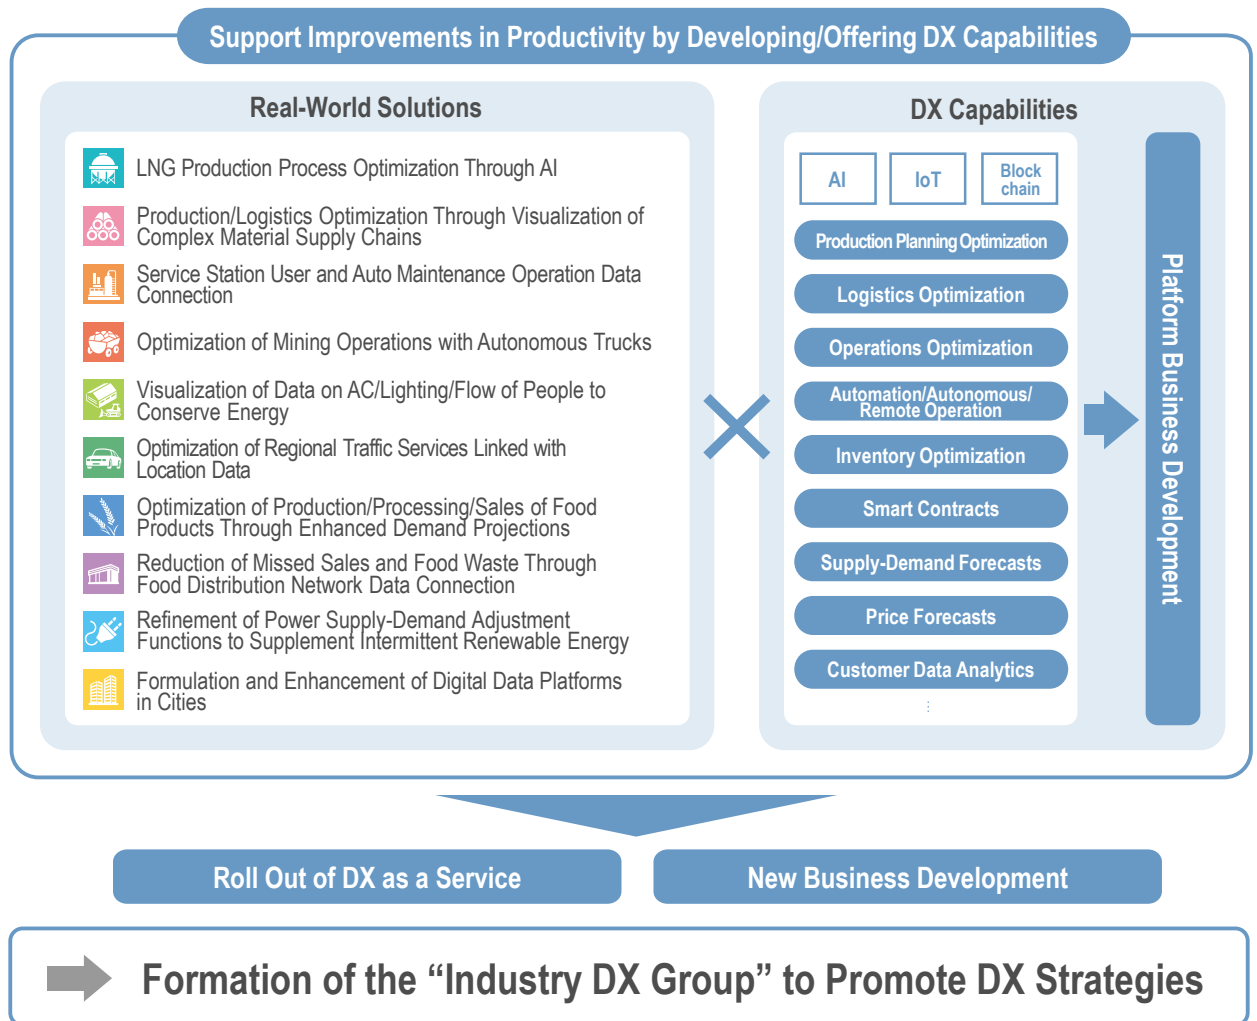 Support Improvements in Productivity by Developing/Offering DX Capabilities
Real-World Solutions
LNG Production Process Optimization Through AI
Production/Logistics Optimization Through Visualization of
Complex Material Supply Chains
Service Station User and Auto Maintenance Operation Data
Connection
Optimization of Mining Operations with Autonomous Trucks
Visualization of Data on AC/Lighting/Flow of People to
Conserve Energy
Optimization of Regional Traffic Services Linked with
Location Data
Optimization of Production/Processing/Sales of Food
Products Through Enhanced Demand Projections
Reduction of Missed Sales and Food Waste Through
Food Distribution Network Data Connection
Refinement of Power Supply-Demand Adjustment
Functions to Supplement Intermittent Renewable Energy
Formulation and Enhancement of Digital Data Platforms
in Cities
DX Capabilities
AI
IoT
Block
chain
Production Planning Optimization
Logistics Optimization
Operations Optimization
Automation/Autonomous/
Remote Operation
Inventory Optimization
Smart Contracts
Supply-Demand Forecasts
Price Forecasts
Customer Data Analytics
⋮
Platform Business Development
Roll Out of DX as a Service
New Business Development
Formation of the “Industry DX Group” to Promote DX Strategies